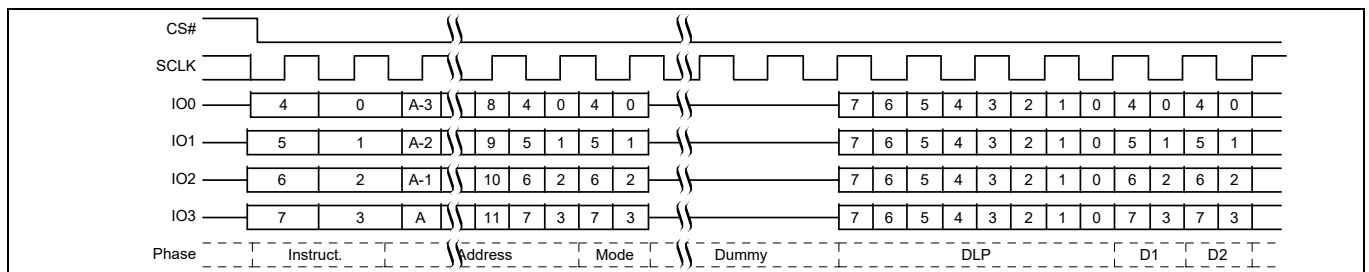 CS#
SCLK
IO0 4 0 A-3 8 4 0 4 0 7 6 5 4 3 2 1 0 4 0 4 0
IO1 5 1 A-2 9 5 1 5 1 7 6 5 4 3 2 1 0 5 1 5 1
IO2 6 2 A-1 10 6 2 6 2 7 6 5 4 3 2 1 0 6 2 6 2
IO3 7 3 A 11 7 3 7 3 7 6 5 4 3 2 1 0 7 3 7 3
Phase Instruct. Address Mode Dummy DLP D1 D2